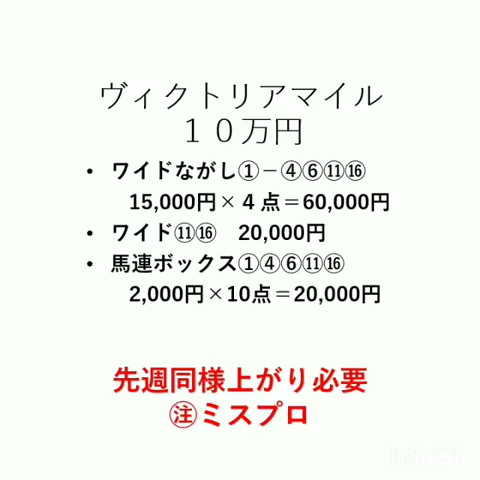 ヴィクトリアマイル
１０万円
• ワイドながし①－④⑥⑪⑯
15,000円×４点＝60,000円
• ワイド⑪⑯　20,000円
• 馬連ボックス①④⑥⑪⑯
2,000円×10点＝20,000円
先週同様上がり必要
㊟ミスプロ